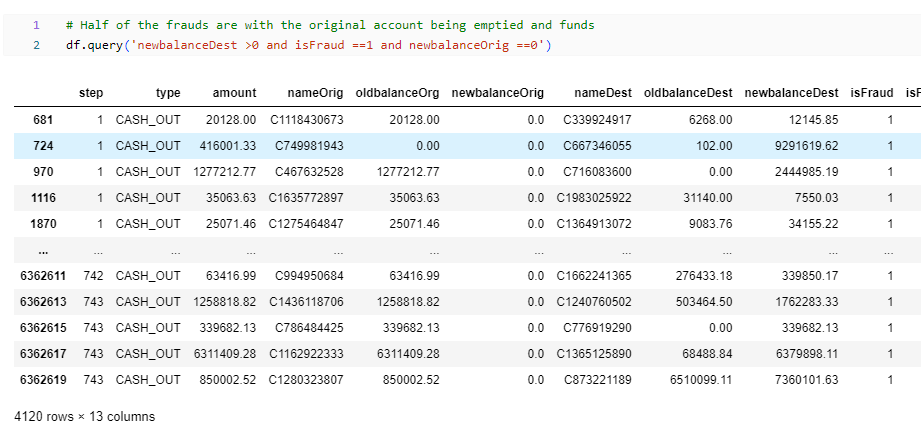 1 # Half of the frauds are with the original account being emptied and funds
2 df.query('newbalanceDest >0 and isFraud ==1 and newbalanceOrig ==0')
step type amount nameOrig oldbalanceOrg newbalanceOrig nameDest oldbalanceDest newbalanceDest isFraud isF
681 1 CASH_OUT 20128.00 C1118430673 20128.00 0.0 C339924917 6268.00 12145.85 1
724 1 CASH_OUT 416001.33 C749981943 0.00 0.0 C667346055 102.00 9291619.62 1
970 1 CASH_OUT 1277212.77 C467632528 1277212.77 0.0 C716083600 0.00 2444985.19 1
1116 1 CASH_OUT 35063.63 C1635772897 35063.63 0.0 C1983025922 31140.00 7550.03 1
1870 1 CASH_OUT 25071.46 C1275464847 25071.46 0.0 C1364913072 9083.76 34155.22 1
... ... ... ... ... ... ... ... ... ... ...
6362611 742 CASH_OUT 63416.99 C994950684 63416.99 0.0 C1662241365 276433.18 339850.17 1
6362613 743 CASH_OUT 1258818.82 C1436118706 1258818.82 0.0 C1240760502 503464.50 1762283.33 1
6362615 743 CASH_OUT 339682.13 C786484425 339682.13 0.0 C776919290 0.00 339682.13 1
6362617 743 CASH_OUT 6311409.28 C1162922333 6311409.28 0.0 C1365125890 68488.84 6379898.11 1
6362619 743 CASH_OUT 850002.52 C1280323807 850002.52 0.0 C873221189 6510099.11 7360101.63 1
4120 rows × 13 columns